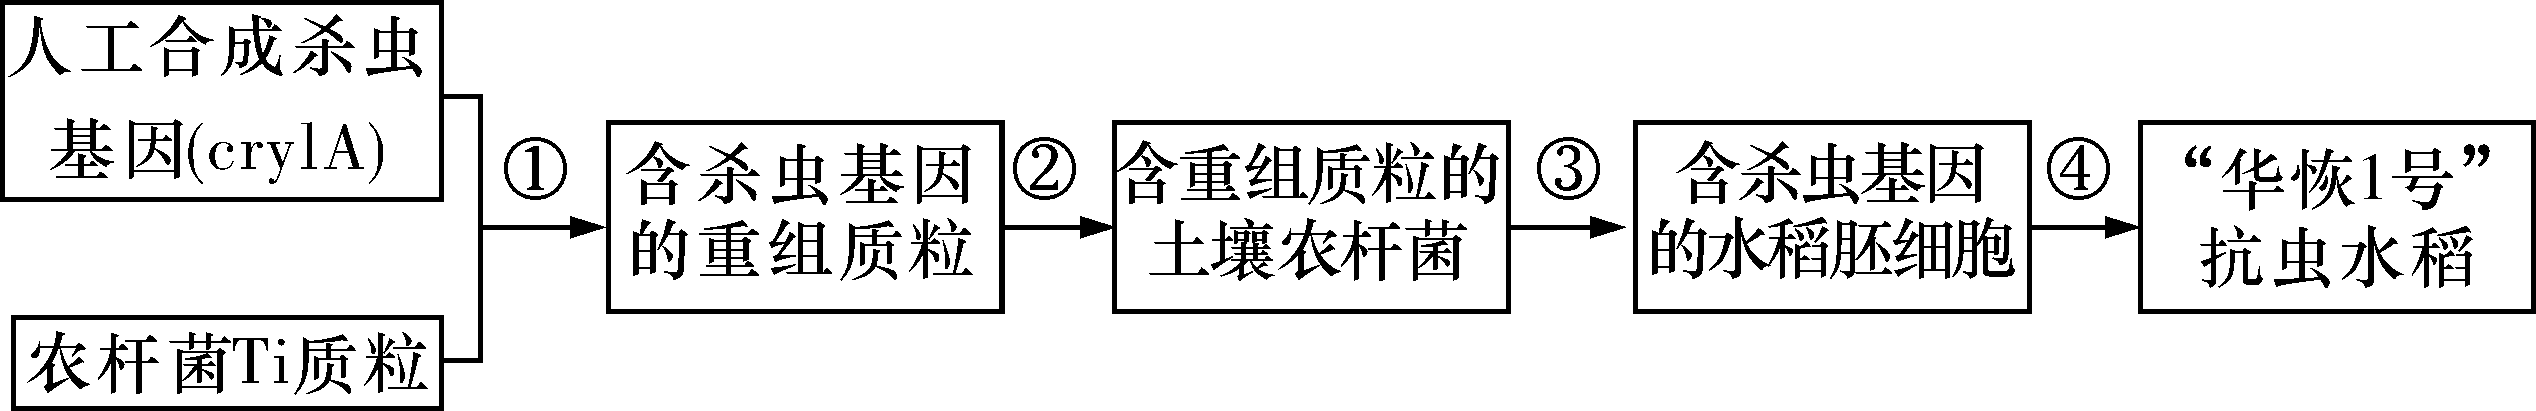 人工合成杀虫
基因(crylA)
农杆菌Ti质粒
①
含杀虫基因
的重组质粒
②
含重组质粒的
土壤农杆菌
③
含杀虫基因
的水稻胚细胞
④
“华恢1号”
抗虫水稻